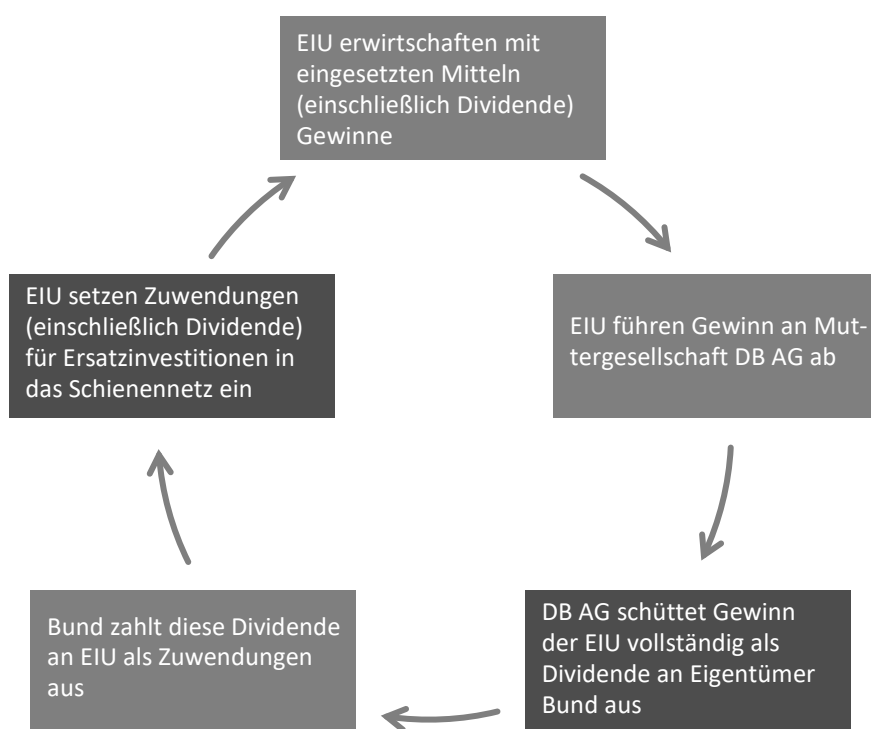 EIU erwirtschaften mit
eingesetzten Mitteln
(einschließlich Dividende)
Gewinne
EIU führen Gewinn an Mut-
tergesellschaft DB AG ab
DB AG schüttet Gewinn
der EIU vollständig als
Dividende an Eigentümer
Bund aus
Bund zahlt diese Dividende
an EIU als Zuwendungen
aus
EIU setzen Zuwendungen
(einschließlich Dividende)
für Ersatzinvestitionen in
das Schienennetz ein